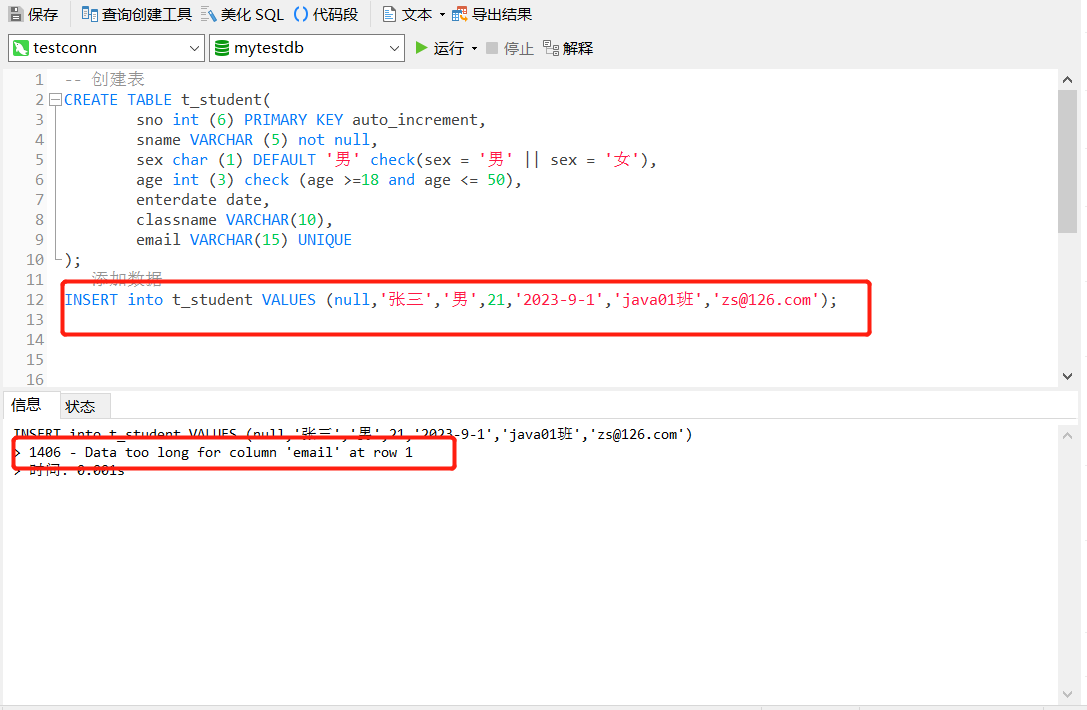 保存 查询创建工具 美化 SQL () 代码段 文本 导出结果
testconn mytestdb 运行 停止 解释
1 -- 创建表
2 CREATE TABLE t_student(
3 sno int (6) PRIMARY KEY auto_increment,
4 sname VARCHAR (5) not null,
5 sex char (1) DEFAULT '男' check(sex = '男' || sex = '女'),
6 age int (3) check (age >=18 and age <= 50),
7 enterdate date,
8 classname VARCHAR(10),
9 email VARCHAR(15) UNIQUE
10 );
11 添加数据
12 INSERT into t_student VALUES (null,'张三','男',21,'2023-9-1','java01班','zs@126.com');
13
14
15
16
信息 状态
INSERT into t_student VALUES (null,'张三','男',21,'2023-9-1','java01班','zs@126.com')
> 1406 - Data too long for column 'email' at row 1
> 时间: 0.001s